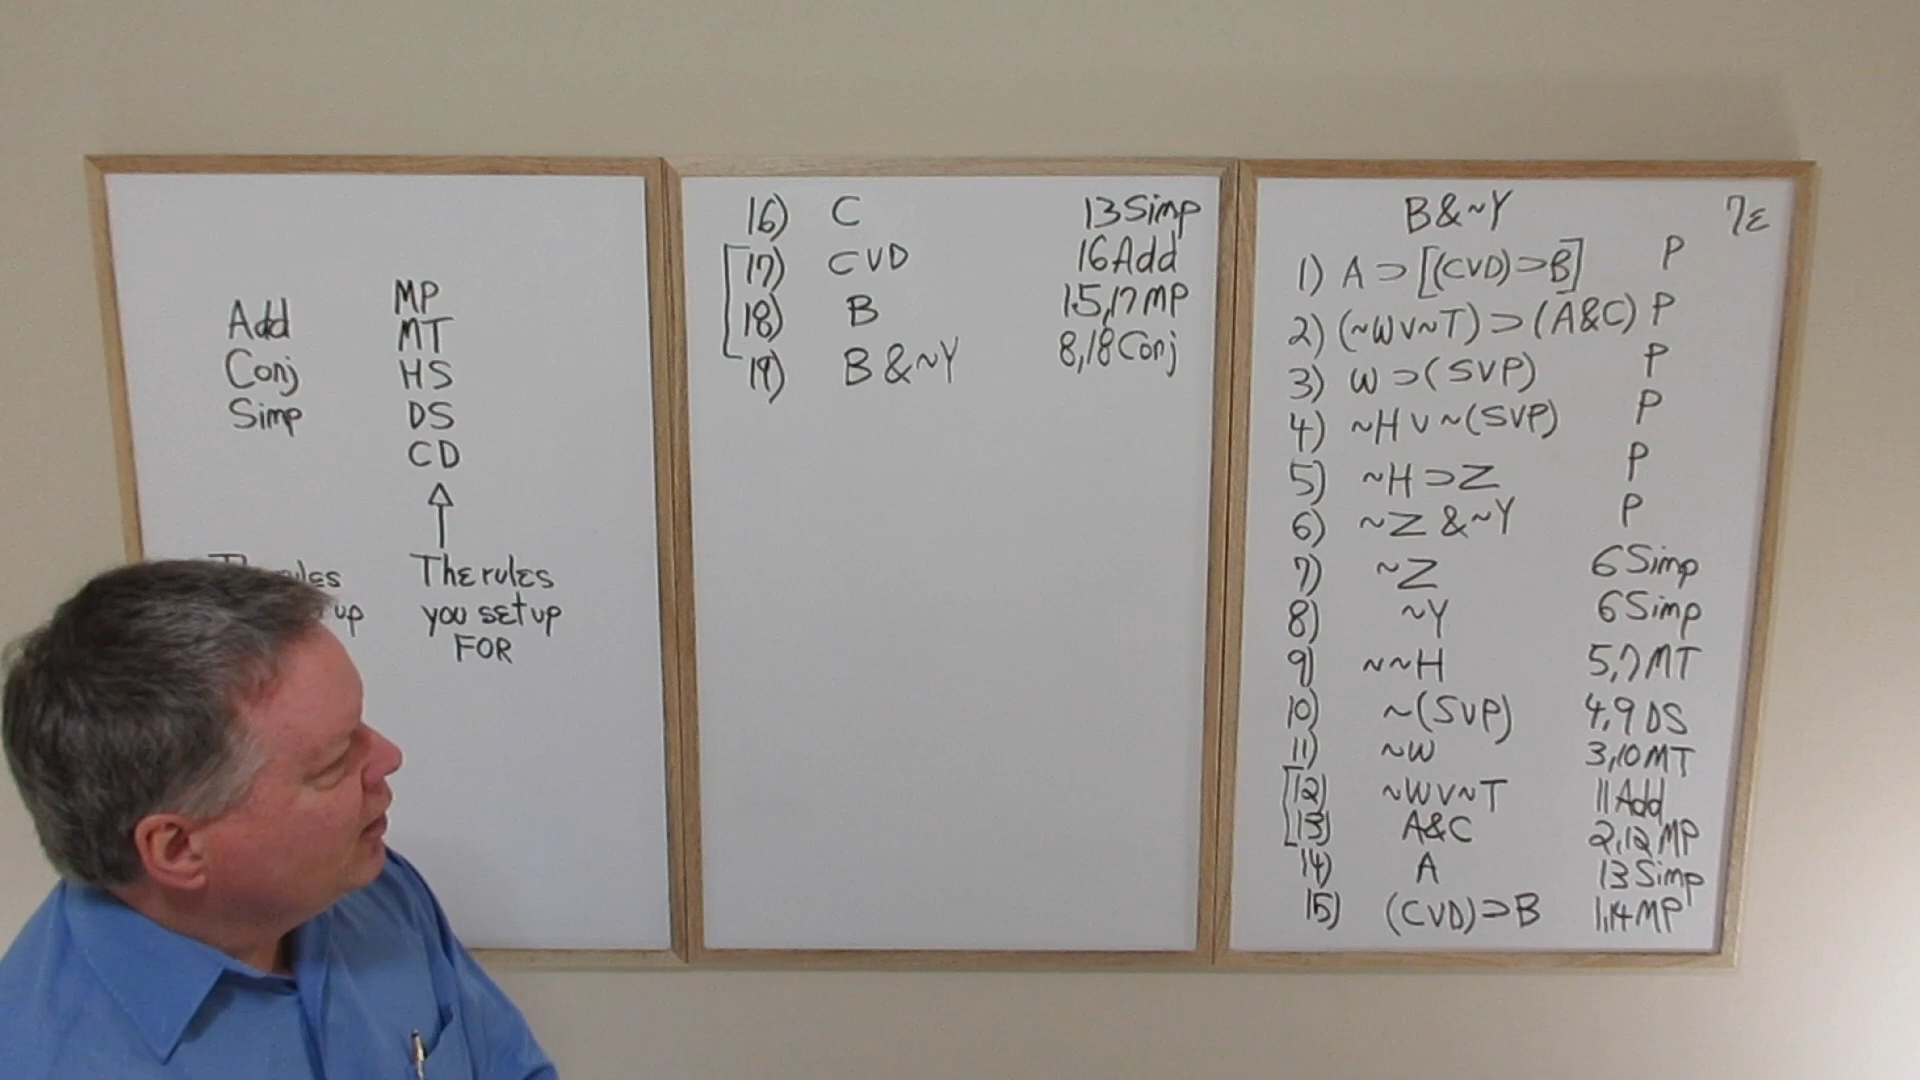 Add
Conj
Simp
MP
MT
HS
DS
CD
up
The rules
you set up
FOR
16) C 13 Simp
17) C∨D 16 Add
18) B 15,17 MP
19) B & ~Y 8,18 Conj
B & ~Y 7ε
1) A ⊃ [(C∨D) ⊃ B] P
2) (~W ∨ ~T) ⊃ (A & C) P
3) W ⊃ (S∨P) P
4) ~H ∨ ~(S∨P) P
5) ~H ⊃ Z P
6) ~Z & ~Y P
7) ~Z 6 Simp
8) ~Y 6 Simp
9) ~~H 5,7 MT
10) ~(S∨P) 4,9 DS
11) ~W 3,10 MT
12) ~W ∨ ~T 11 Add
13) A & C 2,12 MP
14) A 13 Simp
15) (C∨D) ⊃ B 1,14 MP